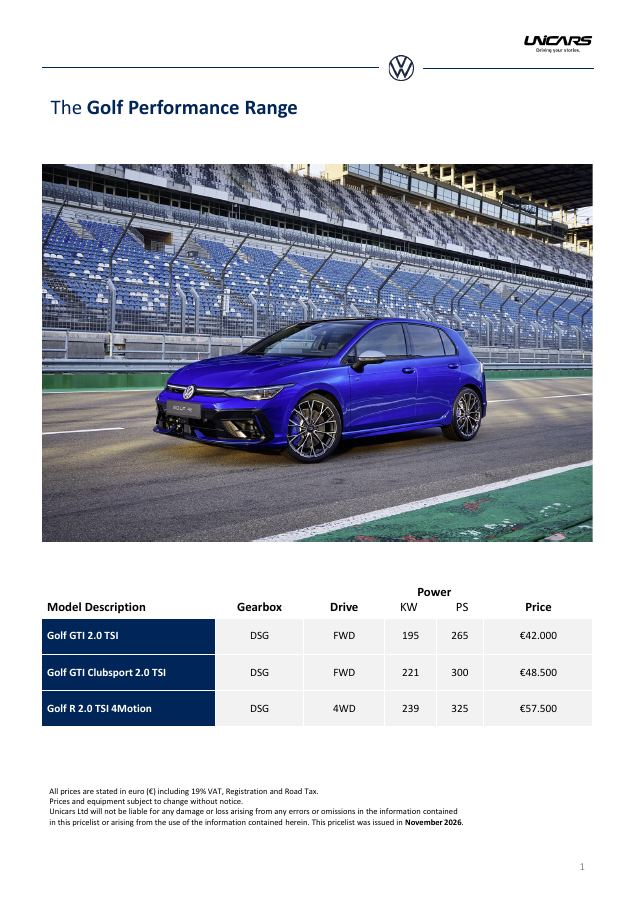 UNICARS
Driving your stories.
The Golf Performance Range
Model Description Gearbox Drive Power KW PS Price
Golf GTI 2.0 TSI DSG FWD 195 265 €42.000
Golf GTI Clubsport 2.0 TSI DSG FWD 221 300 €48.500
Golf R 2.0 TSI 4Motion DSG 4WD 239 325 €57.500
All prices are stated in euro (€) including 19% VAT, Registration and Road Tax.
Prices and equipment subject to change without notice.
Unicars Ltd will not be liable for any damage or loss arising from any errors or omissions in the information contained
in this pricelist or arising from the use of the information contained herein. This pricelist was issued in November 2026.
1